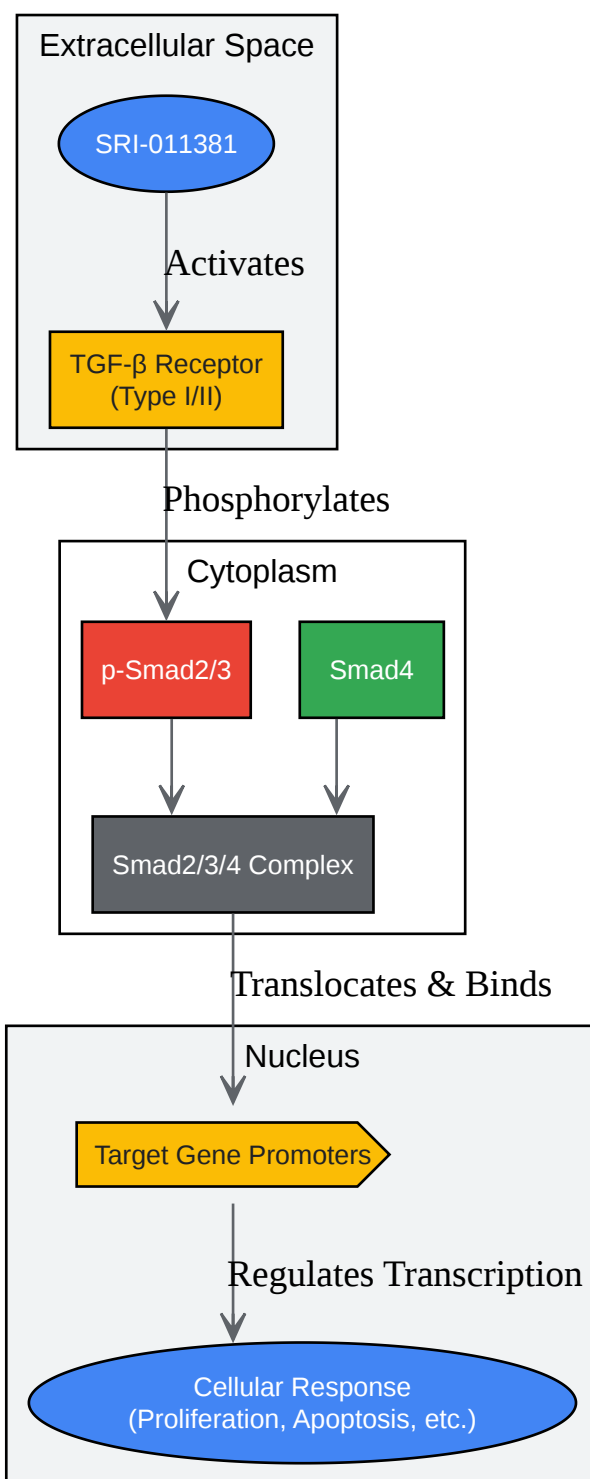 Extracellular Space
SRI-011381
Activates
TGF-β Receptor
(Type I/II)
Phosphorylates
Cytoplasm
p-Smad2/3
Smad4
Smad2/3/4 Complex
Translocates & Binds
Nucleus
Target Gene Promoters
Regulates Transcription
Cellular Response
(Proliferation, Apoptosis, etc.)